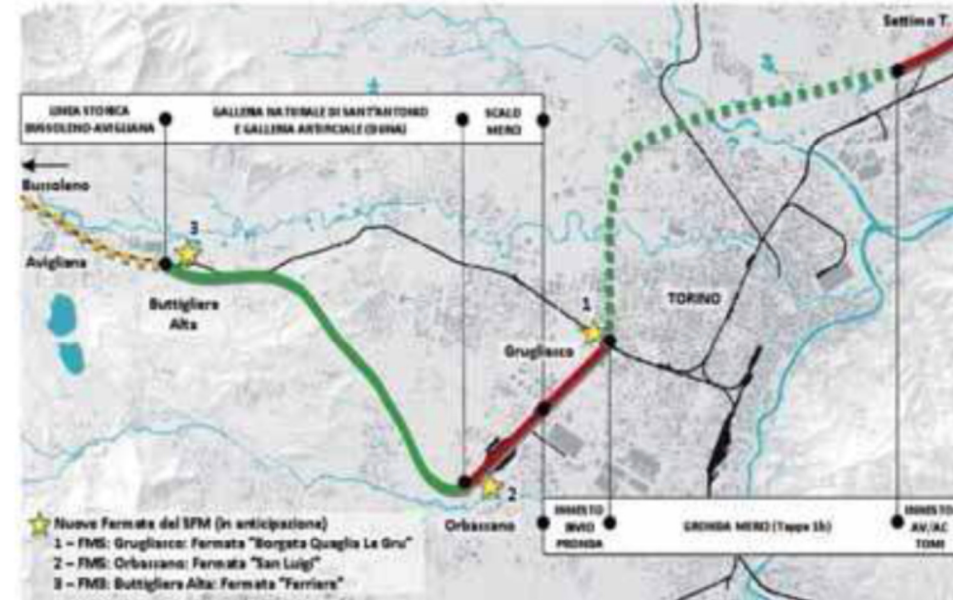 Settimo T.
LINEA STORICA
BUSSOLENO-AVIGLIANA
GALLERIA NATURALE DI SANT'ANTONIO
E GALLERIA ARTIFICIALE (DUNA)
SCALO
MERCI
Bussoleno
3
Avigliana
Buttigliera
Alta
1
TORINO
Grugliasco
2
Orbassano
INNESTO
BIVIO
PRONDA
GRONDA MERCI (Tappa 1b)
INNESTO
AV/AC
TOMI
Nuove Fermate del SFM (in anticipazione)
1 – FM5: Grugliasco: Fermata "Borgata Quaglia Le Gru"
2 – FM5: Orbassano: Fermata "San Luigi"
3 – FM3: Buttigliera Alta: Fermata "Ferriera"